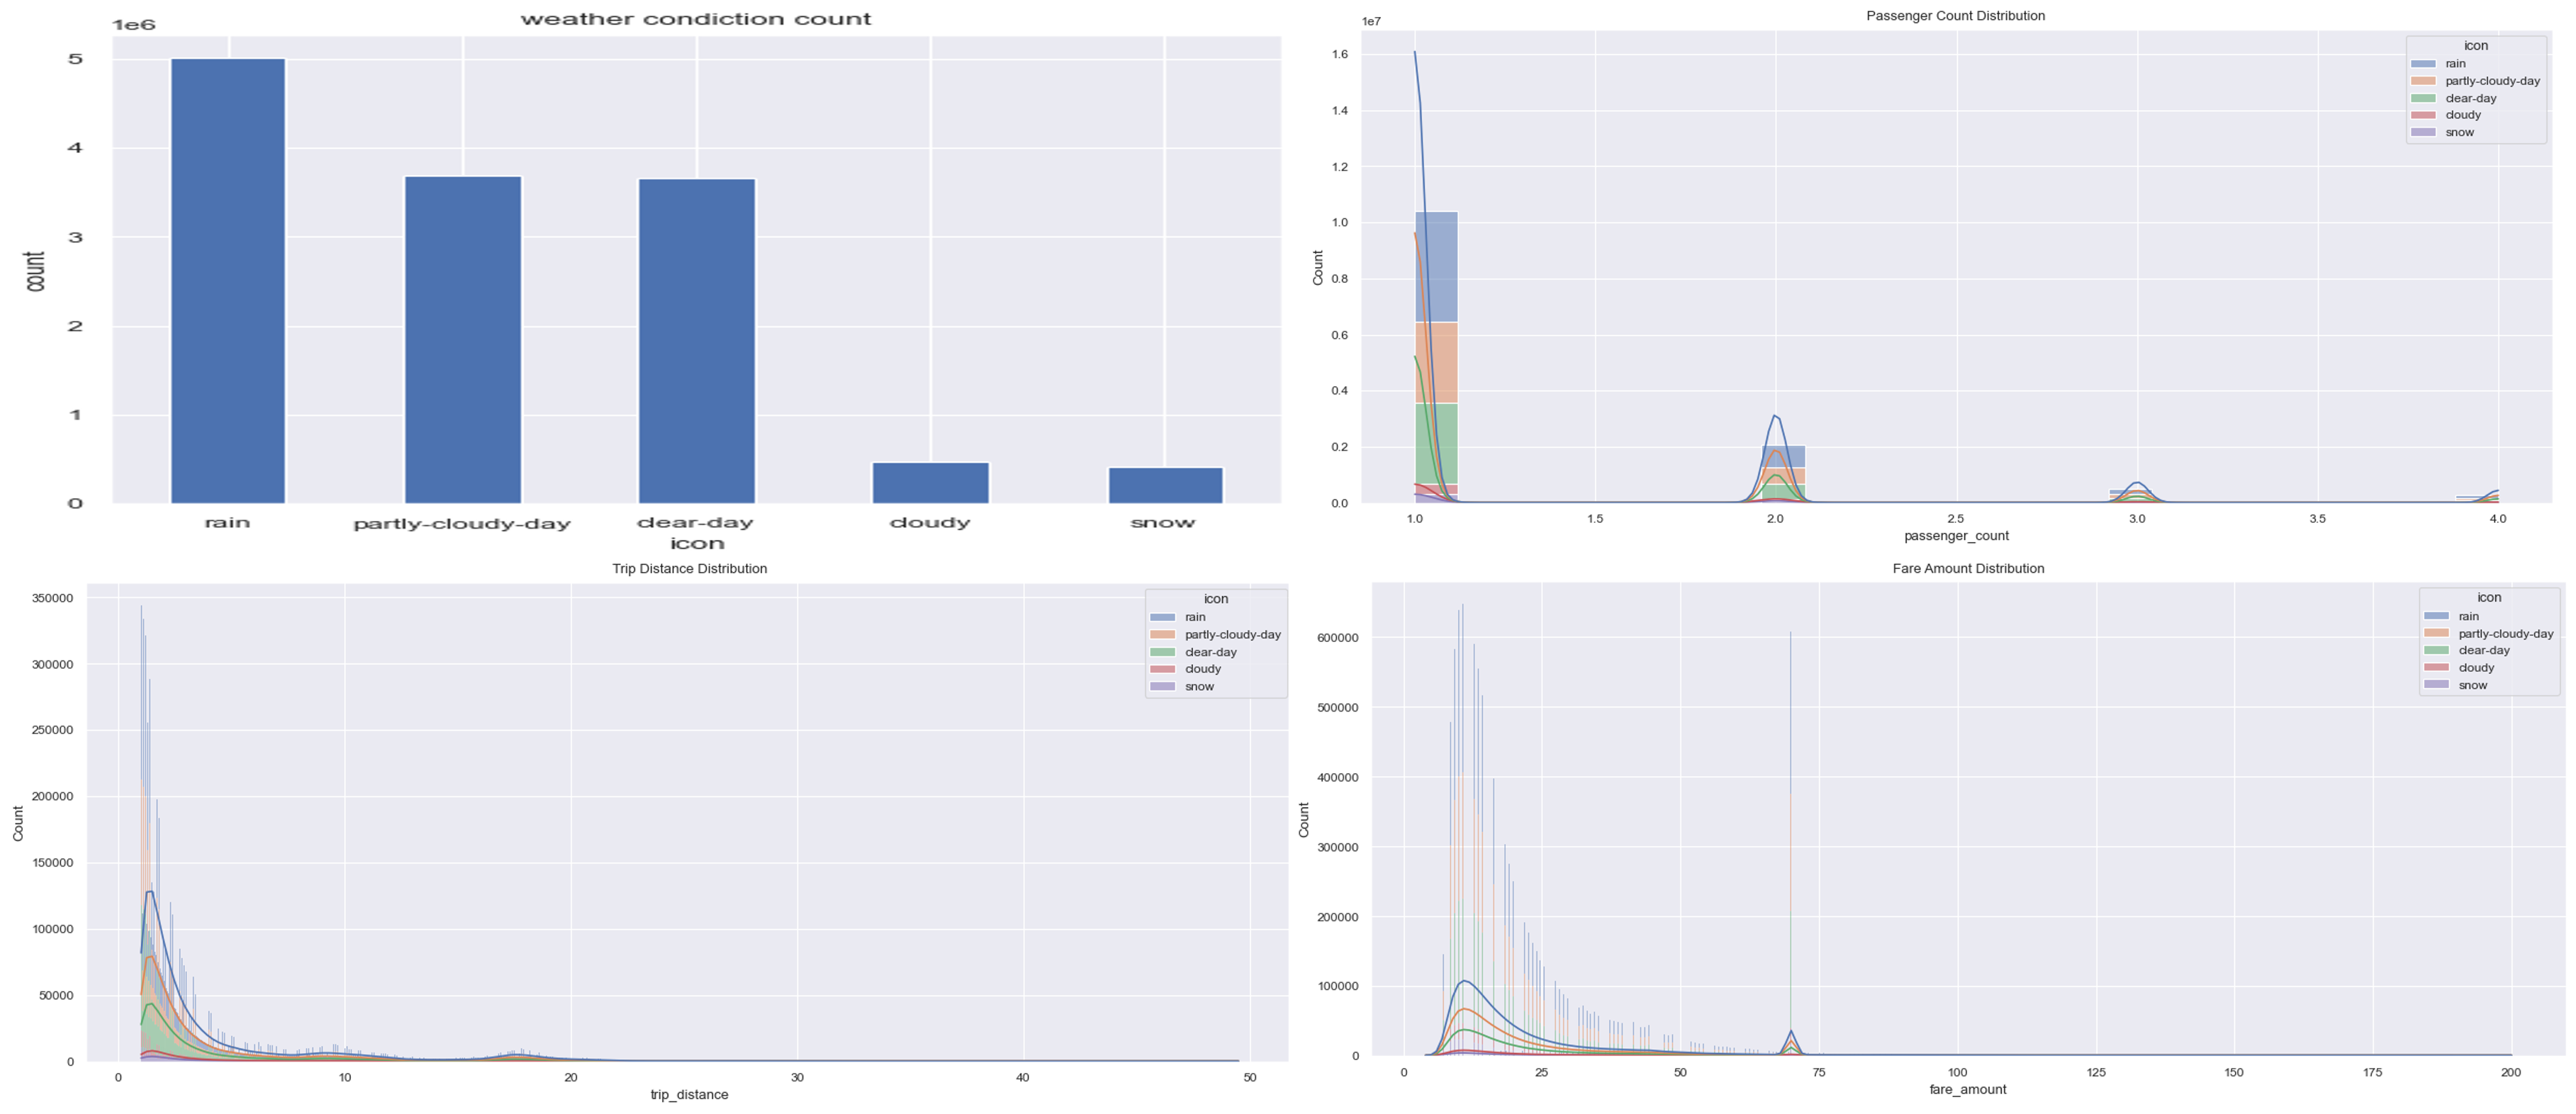 weather condiction count
1e6
5
4
3
2
1
0
count
rain partly-cloudy-day clear-day cloudy snow
icon
Passenger Count Distribution
1e7
1.6
1.4
1.2
1.0
0.8
0.6
0.4
0.2
0.0
Count
1.0 1.5 2.0 2.5 3.0 3.5 4.0
passenger_count
icon
rain
partly-cloudy-day
clear-day
cloudy
snow
Trip Distance Distribution
350000
300000
250000
200000
150000
100000
50000
0
Count
0 10 20 30 40 50
trip_distance
icon
rain
partly-cloudy-day
clear-day
cloudy
snow
Fare Amount Distribution
600000
500000
400000
300000
200000
100000
0
Count
0 25 50 75 100 125 150 175 200
fare_amount
icon
rain
partly-cloudy-day
clear-day
cloudy
snow